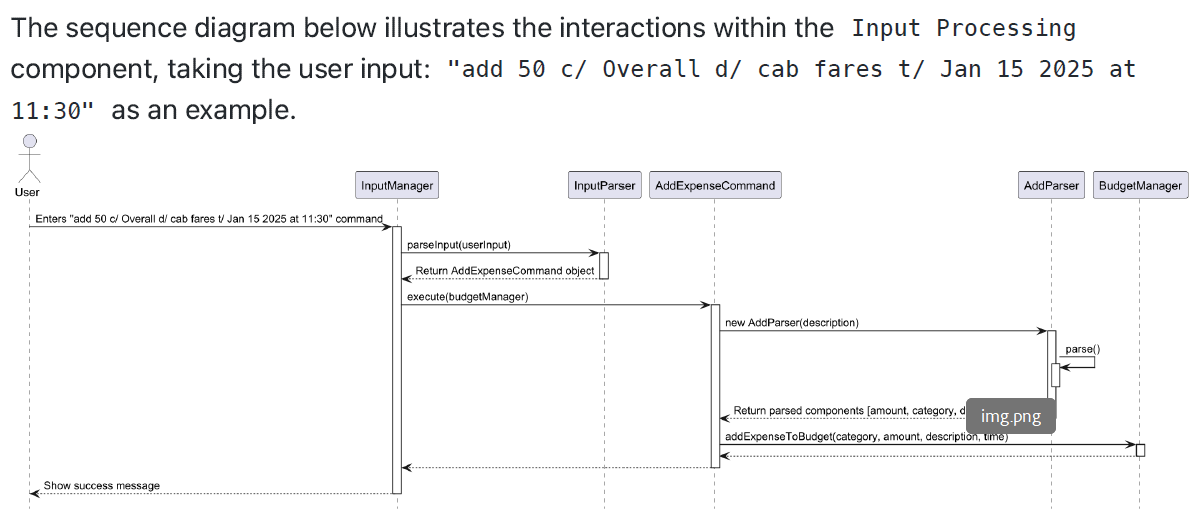 The sequence diagram below illustrates the interactions within the Input Processing
component, taking the user input: "add 50 c/ Overall d/ cab fares t/ Jan 15 2025 at
11:30" as an example.
User
InputManager
InputParser
AddExpenseCommand
AddParser
BudgetManager
Enters "add 50 c/ Overall d/ cab fares t/ Jan 15 2025 at 11:30" command
parseInput(userInput)
Return AddExpenseCommand object
execute(budgetManager)
new AddParser(description)
parse()
Return parsed components [amount, category, d
img.png
addExpenseToBudget(category, amount, description, time)
Show success message